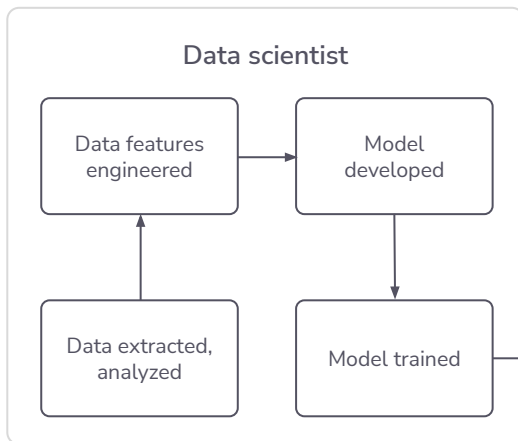 Data scientist
Data features
engineered
Model
developed
Data extracted,
analyzed
Model trained